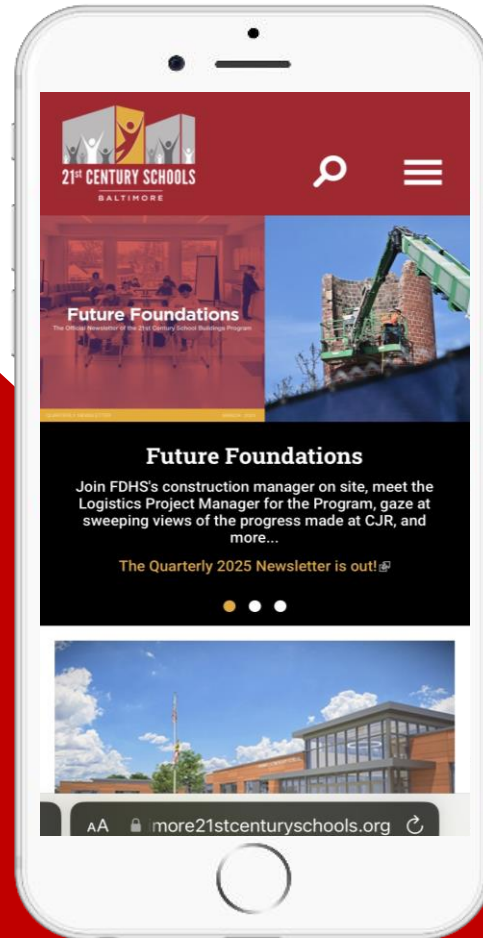 21st CENTURY SCHOOLS
BALTIMORE
Future Foundations
The Official Newsletter of the 21st Century School Buildings Program
QUARTERLY NEWSLETTER
Future Foundations
Join FDHS's construction manager on site, meet the
Logistics Project Manager for the Program, gaze at
sweeping views of the progress made at CJR, and
more...
The Quarterly 2025 Newsletter is out!
AA more21stcenturyschools.org